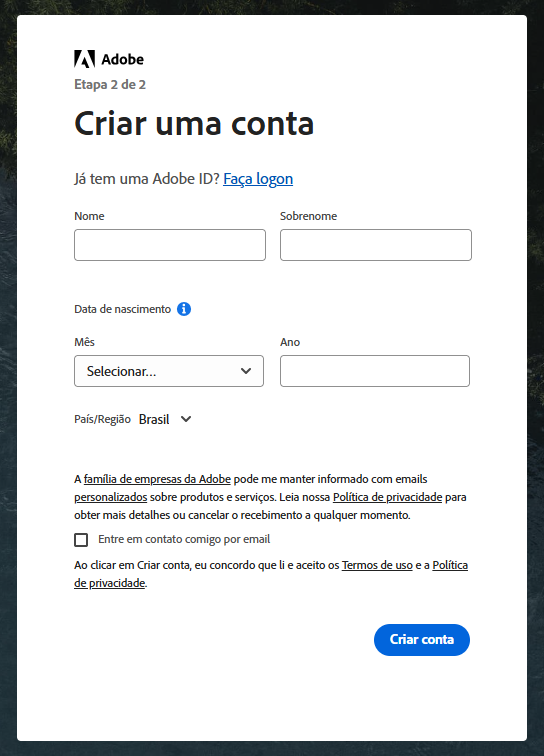 Adobe
Etapa 2 de 2
Criar uma conta
Já tem uma Adobe ID? Faça logon
Nome Sobrenome
Data de nascimento
Mês Ano
Selecionar...
País/Região Brasil
A família de empresas da Adobe pode me manter informado com emails
personalizados sobre produtos e serviços. Leia nossa Política de privacidade para
obter mais detalhes ou cancelar o recebimento a qualquer momento.
Entre em contato comigo por email
Ao clicar em Criar conta, eu concordo que li e aceito os Termos de uso e a Política
de privacidade.
Criar conta